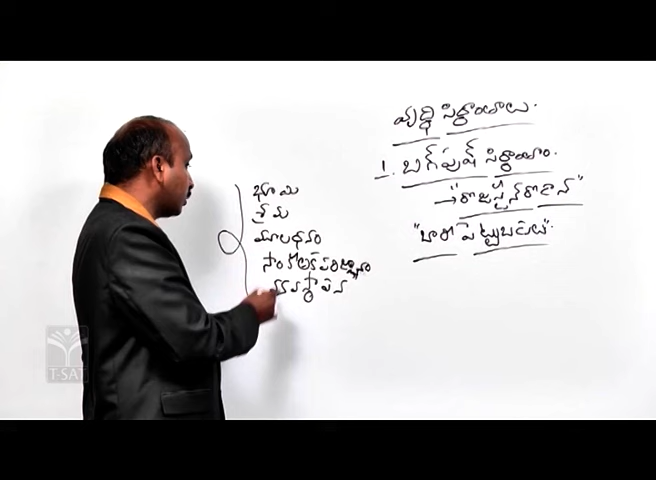 వృద్ధి సిద్ధాంతాలు.
1. బిగ్‌పుష్ సిద్ధాంతం.
→ "రోజన్‌స్టీన్ రొడాన్"
"భారీ పెట్టుబడులు".
భూమి
శ్రమ
మూలధనం
సాంకేతిక పరిజ్ఞానం
వ్యవస్థాపన
T-SAT